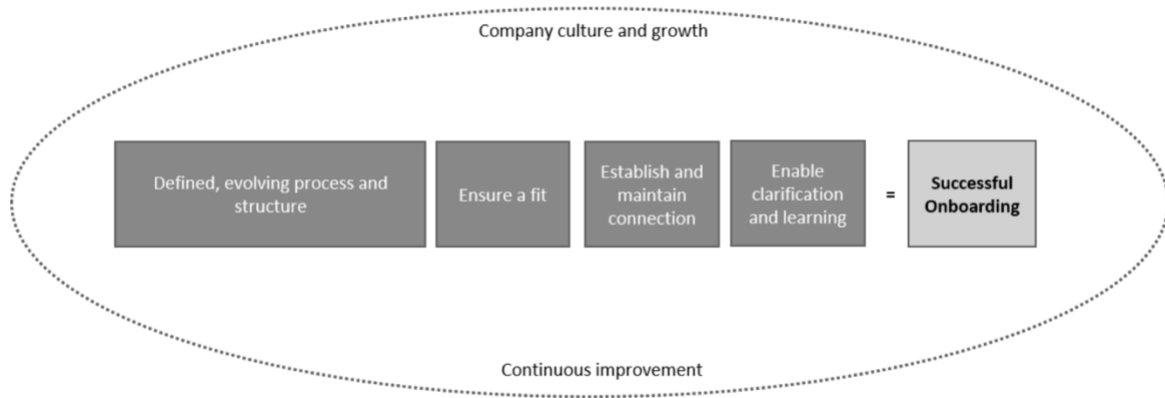 Company culture and growth
Defined, evolving process and
structure
Ensure a fit
Establish and
maintain
connection
Enable
clarification
and learning
=
Successful
Onboarding
Continuous improvement